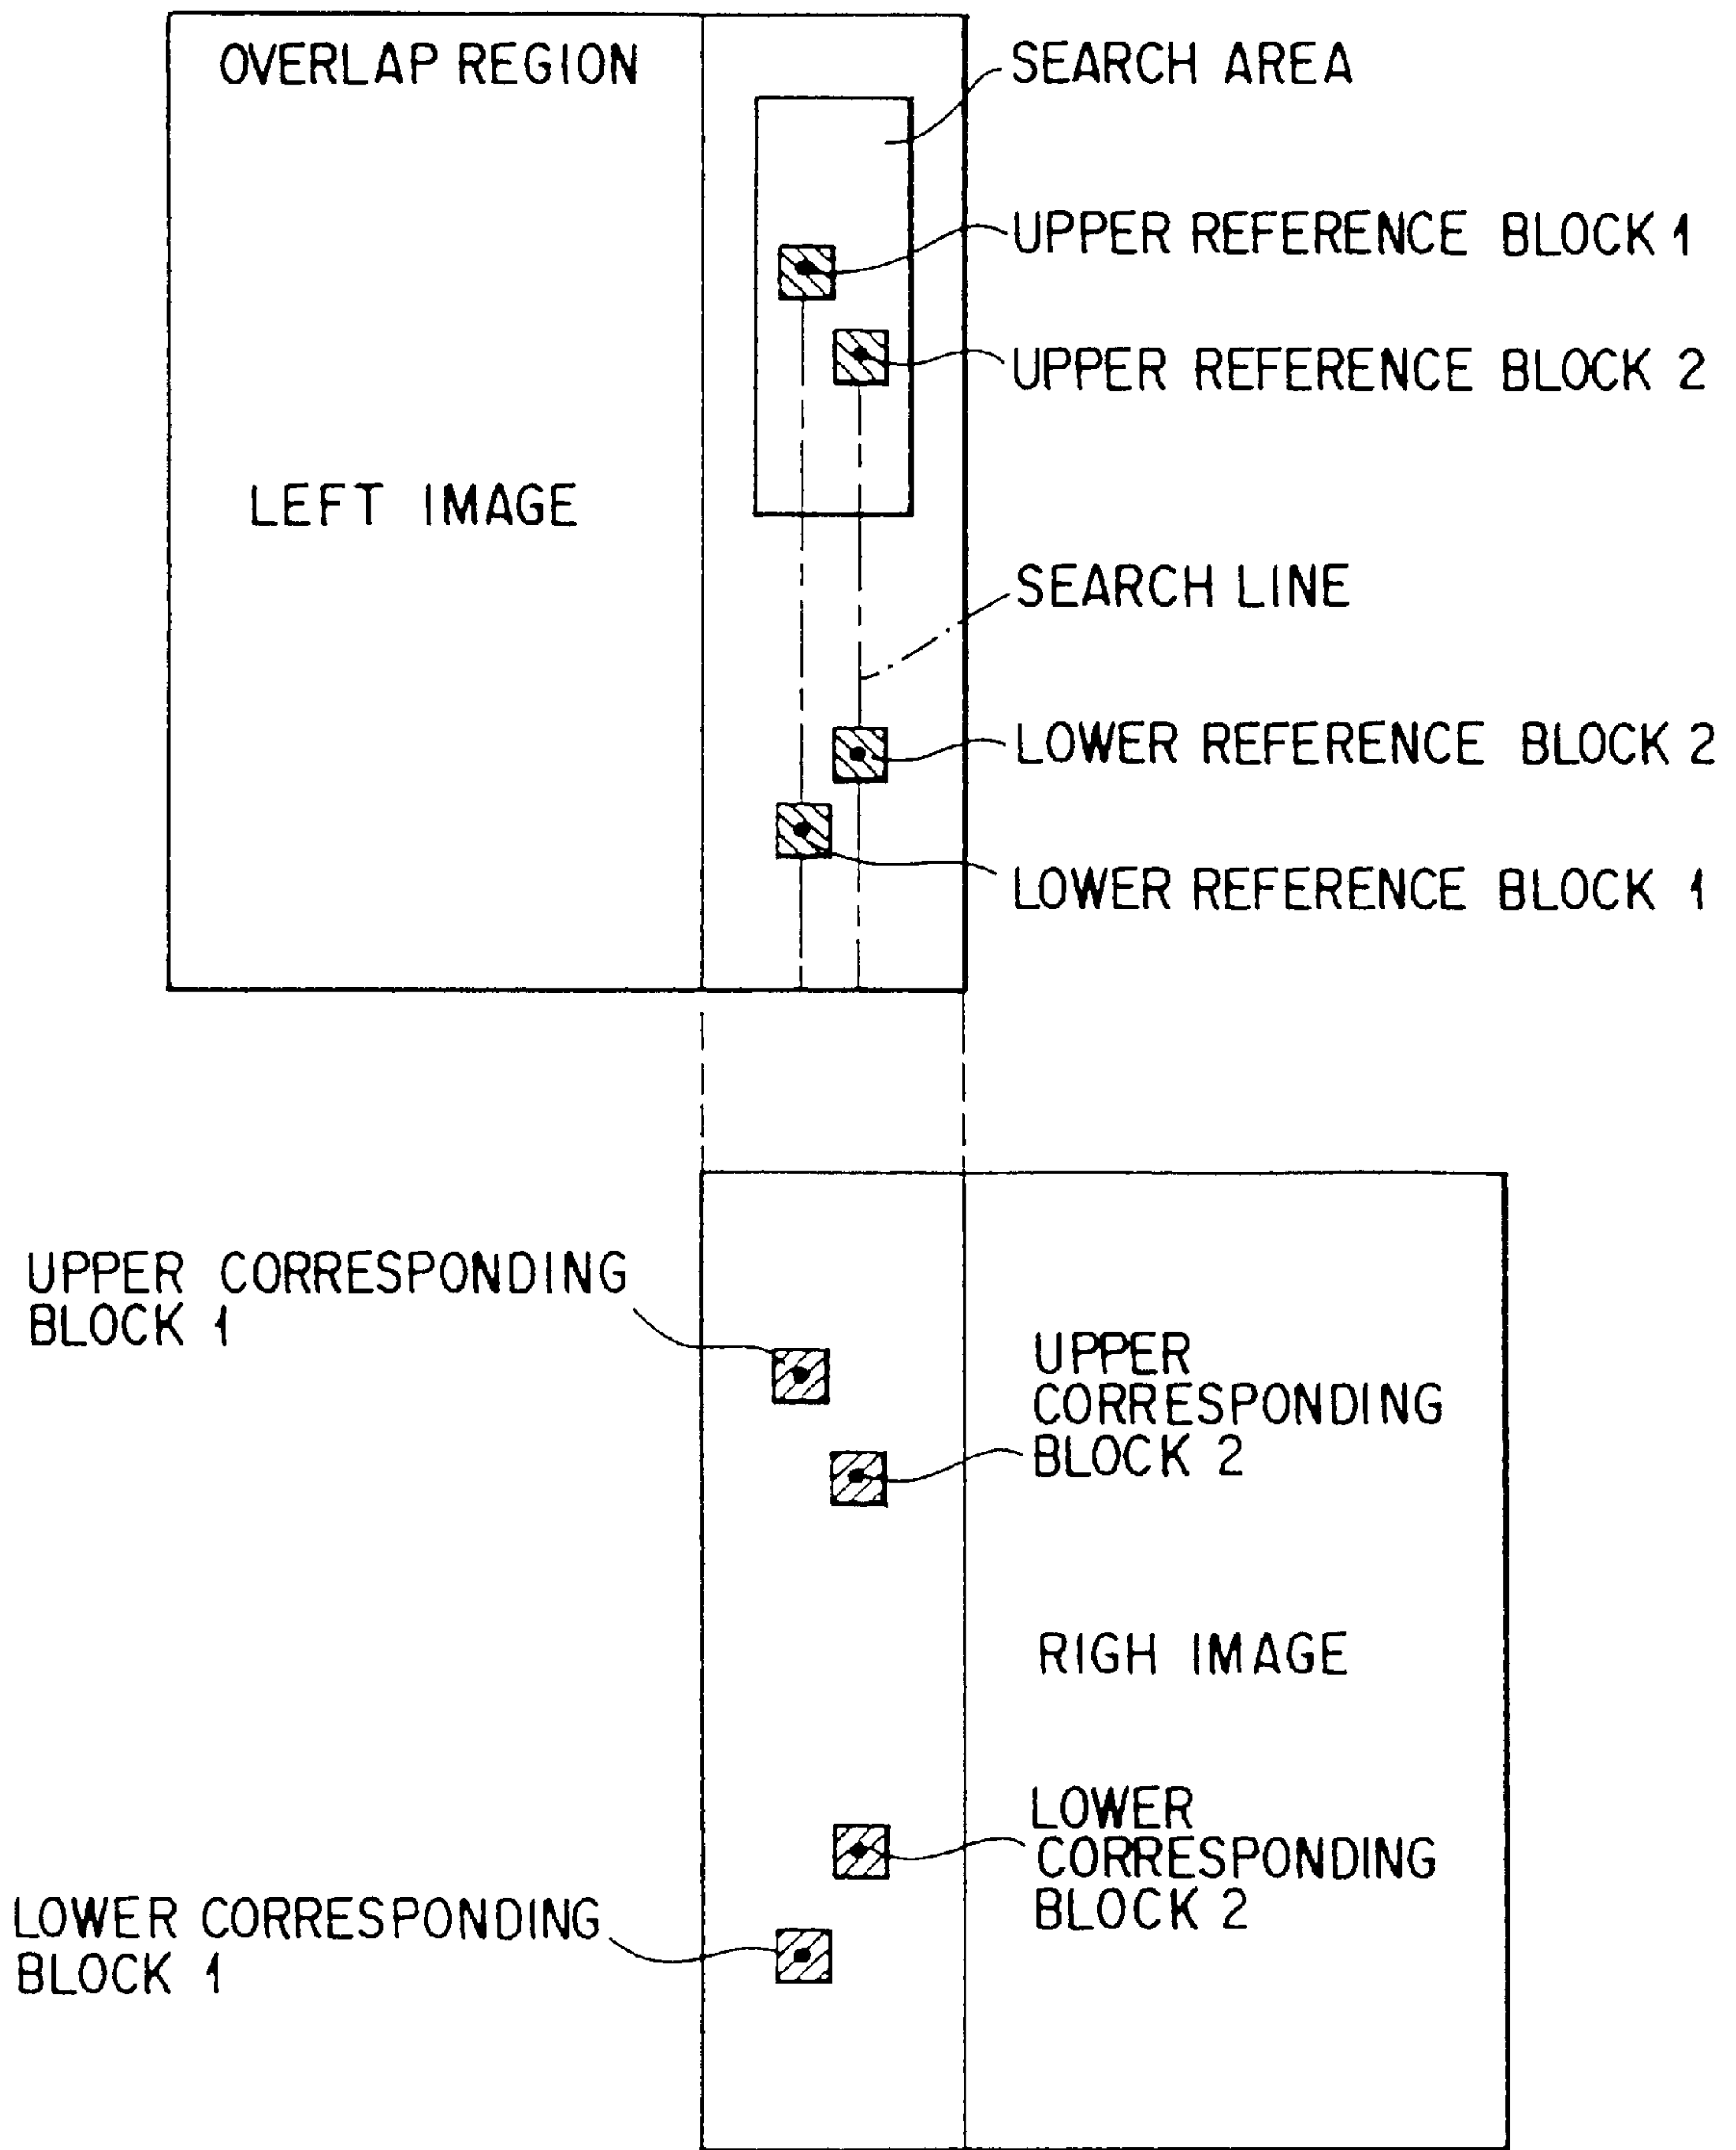 OVERLAP REGION
SEARCH AREA
UPPER REFERENCE BLOCK 1
UPPER REFERENCE BLOCK 2
LEFT IMAGE
SEARCH LINE
LOWER REFERENCE BLOCK 2
LOWER REFERENCE BLOCK 1
UPPER CORRESPONDING
BLOCK 1
UPPER
CORRESPONDING
BLOCK 2
RIGH IMAGE
LOWER
CORRESPONDING
BLOCK 2
LOWER CORRESPONDING
BLOCK 1